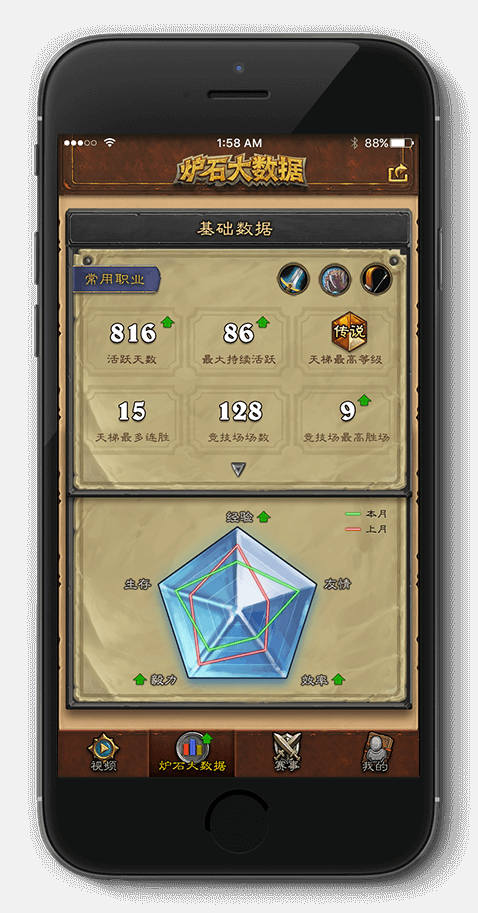 1:58 AM
88%
炉石大数据
基础数据
常用职业
816
86
传说
活跃天数
最大持续活跃
天梯最高等级
15
128
9
天梯最多连胜
竞技场场数
竞技场最高胜场
经验
本月
上月
生存
友情
毅力
效率
视频
炉石大数据
赛事
我的